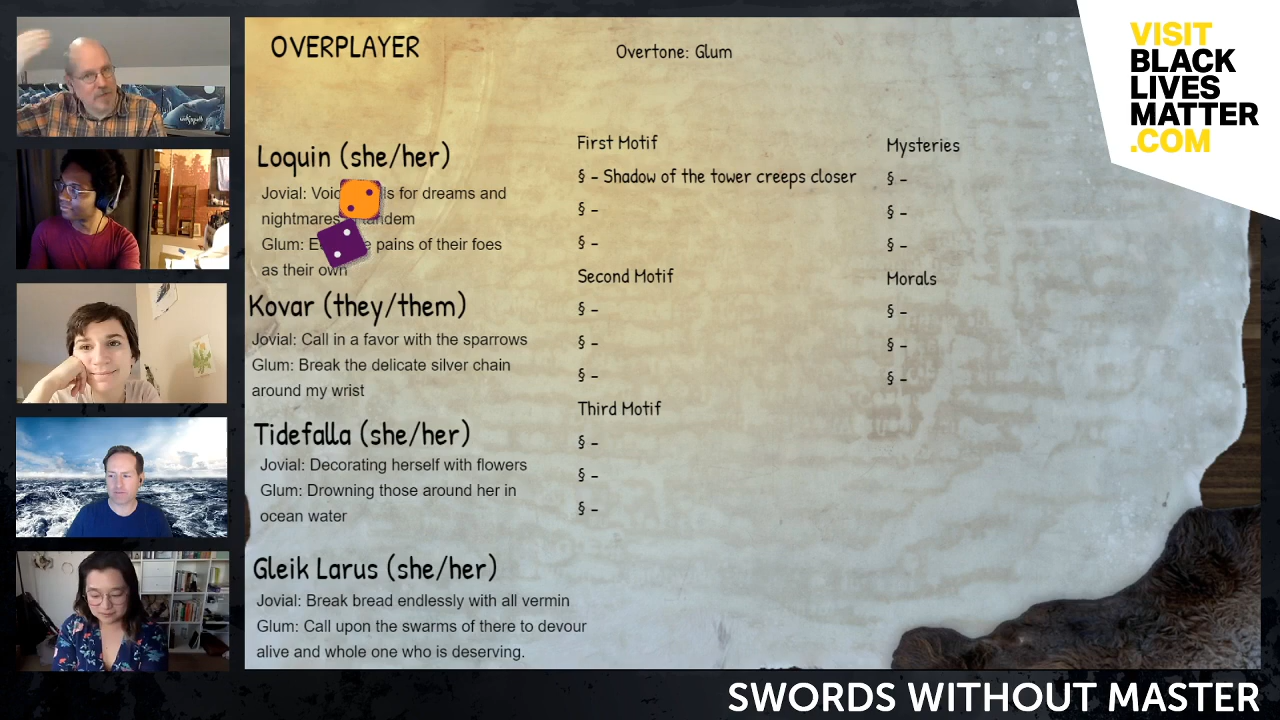 OVERPLAYER
Overtone: Glum
VISIT
BLACK
LIVES
MATTER
.COM
Loquin (she/her)
Jovial: for dreams and
nightmares
Glum: pains of their foes
as their own
Kovar (they/them)
Jovial: Call in a favor with the sparrows
Glum: Break the delicate silver chain
around my wrist
Tidefalla (she/her)
Jovial: Decorating herself with flowers
Glum: Drowning those around her in
ocean water
Gleik Larus (she/her)
Jovial: Break bread endlessly with all vermin
Glum: Call upon the swarms of there to devour
alive and whole one who is deserving.
First Motif
§ - Shadow of the tower creeps closer
§ -
§ -
Second Motif
§ -
§ -
§ -
Third Motif
§ -
§ -
§ -
Mysteries
§ -
§ -
§ -
Morals
§ -
§ -
§ -
SWORDS WITHOUT MASTER